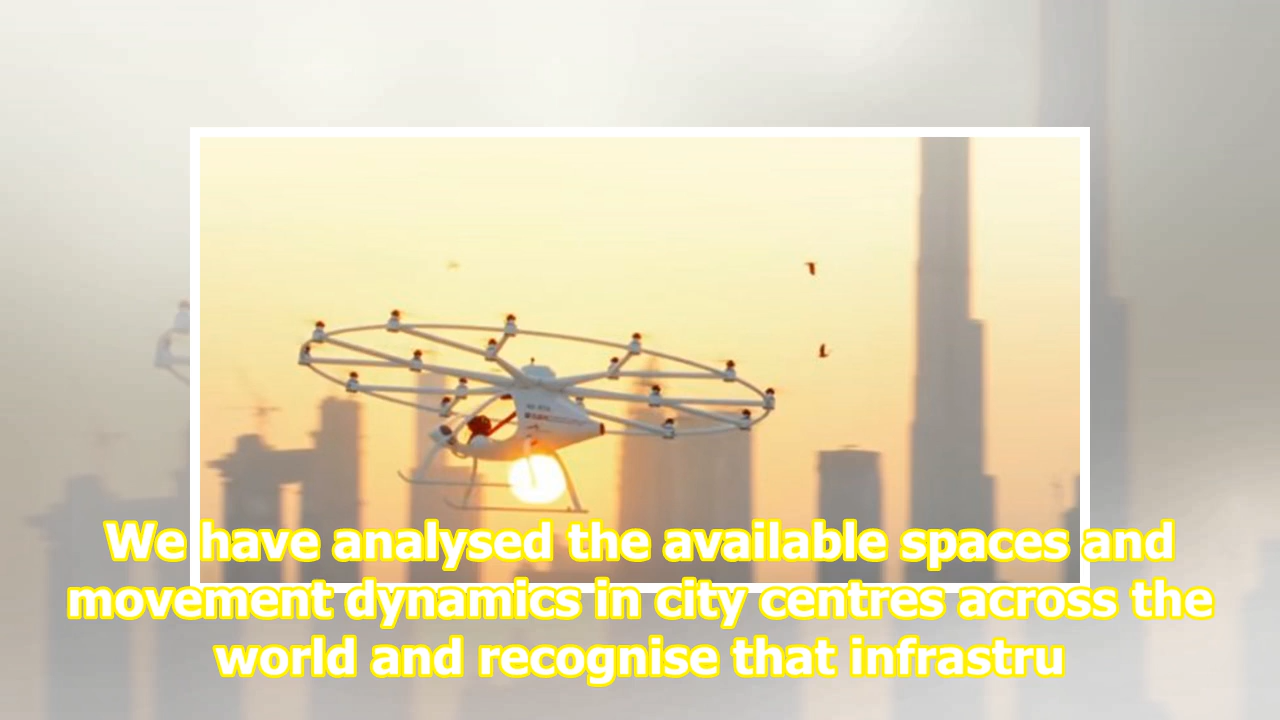 We have analysed the available spaces and
movement dynamics in city centres across the
world and recognise that infrastru